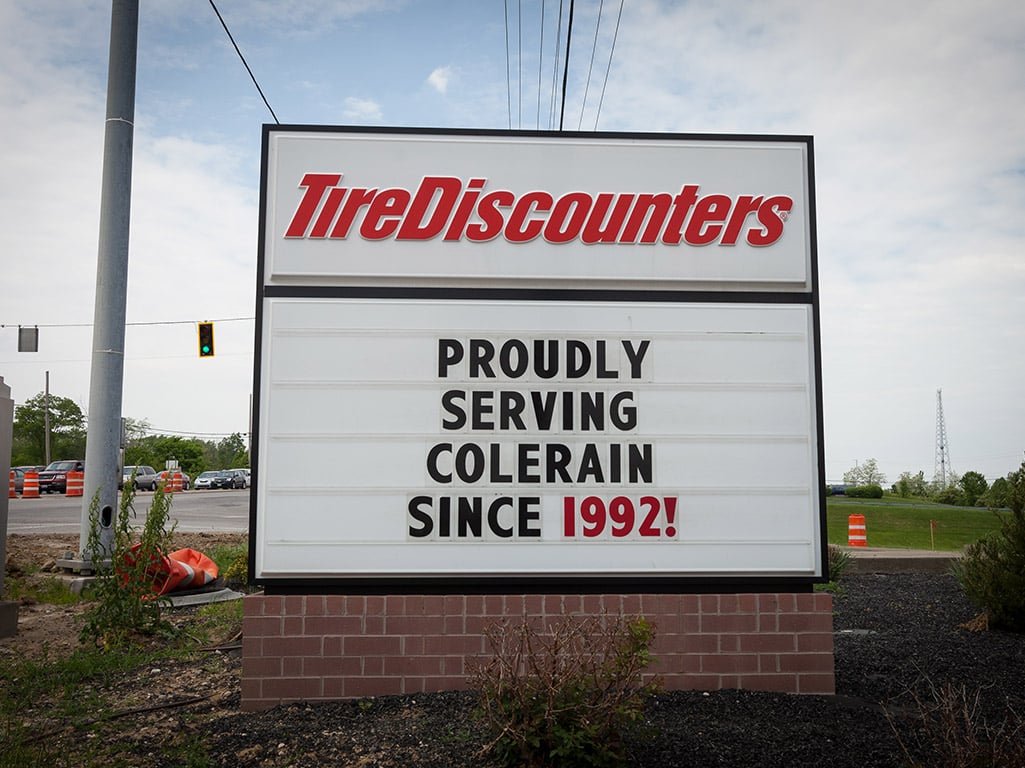 TireDiscounters®
PROUDLY
SERVING
COLERAIN
SINCE 1992!